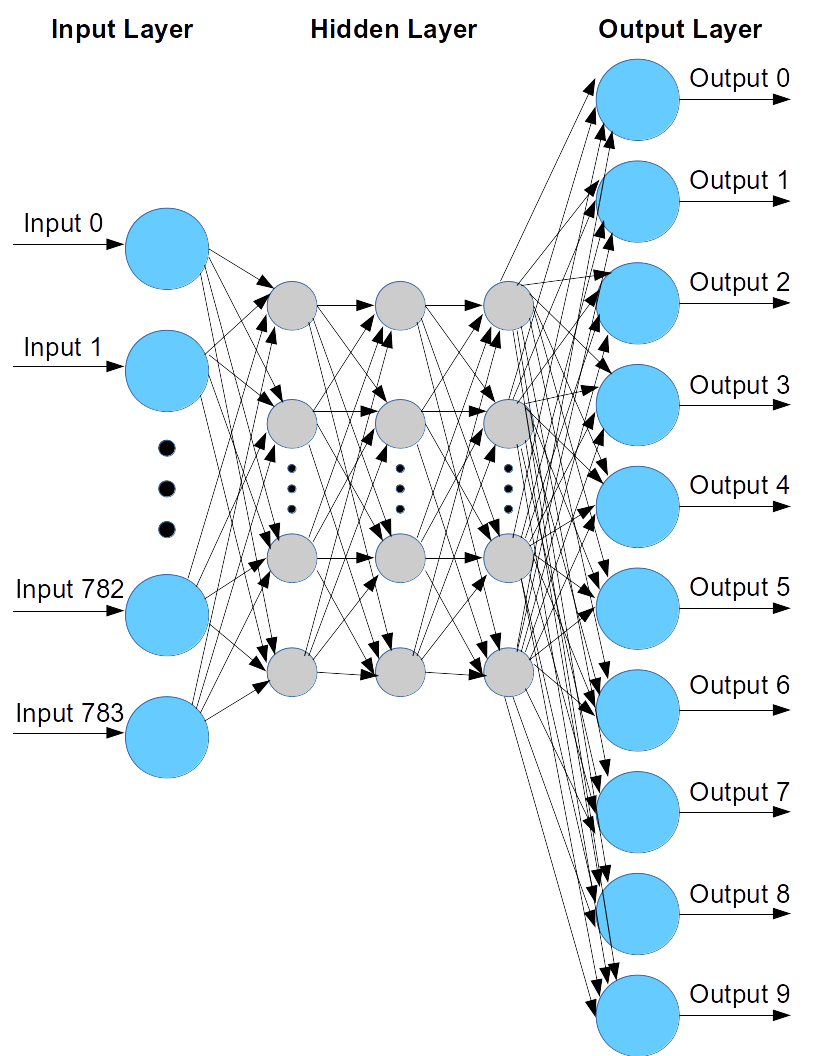 Input Layer
Hidden Layer
Output Layer
Output 0
Output 1
Input 0
Output 2
Input 1
Output 3
Output 4
Input 782
Output 5
Output 6
Input 783
Output 7
Output 8
Output 9